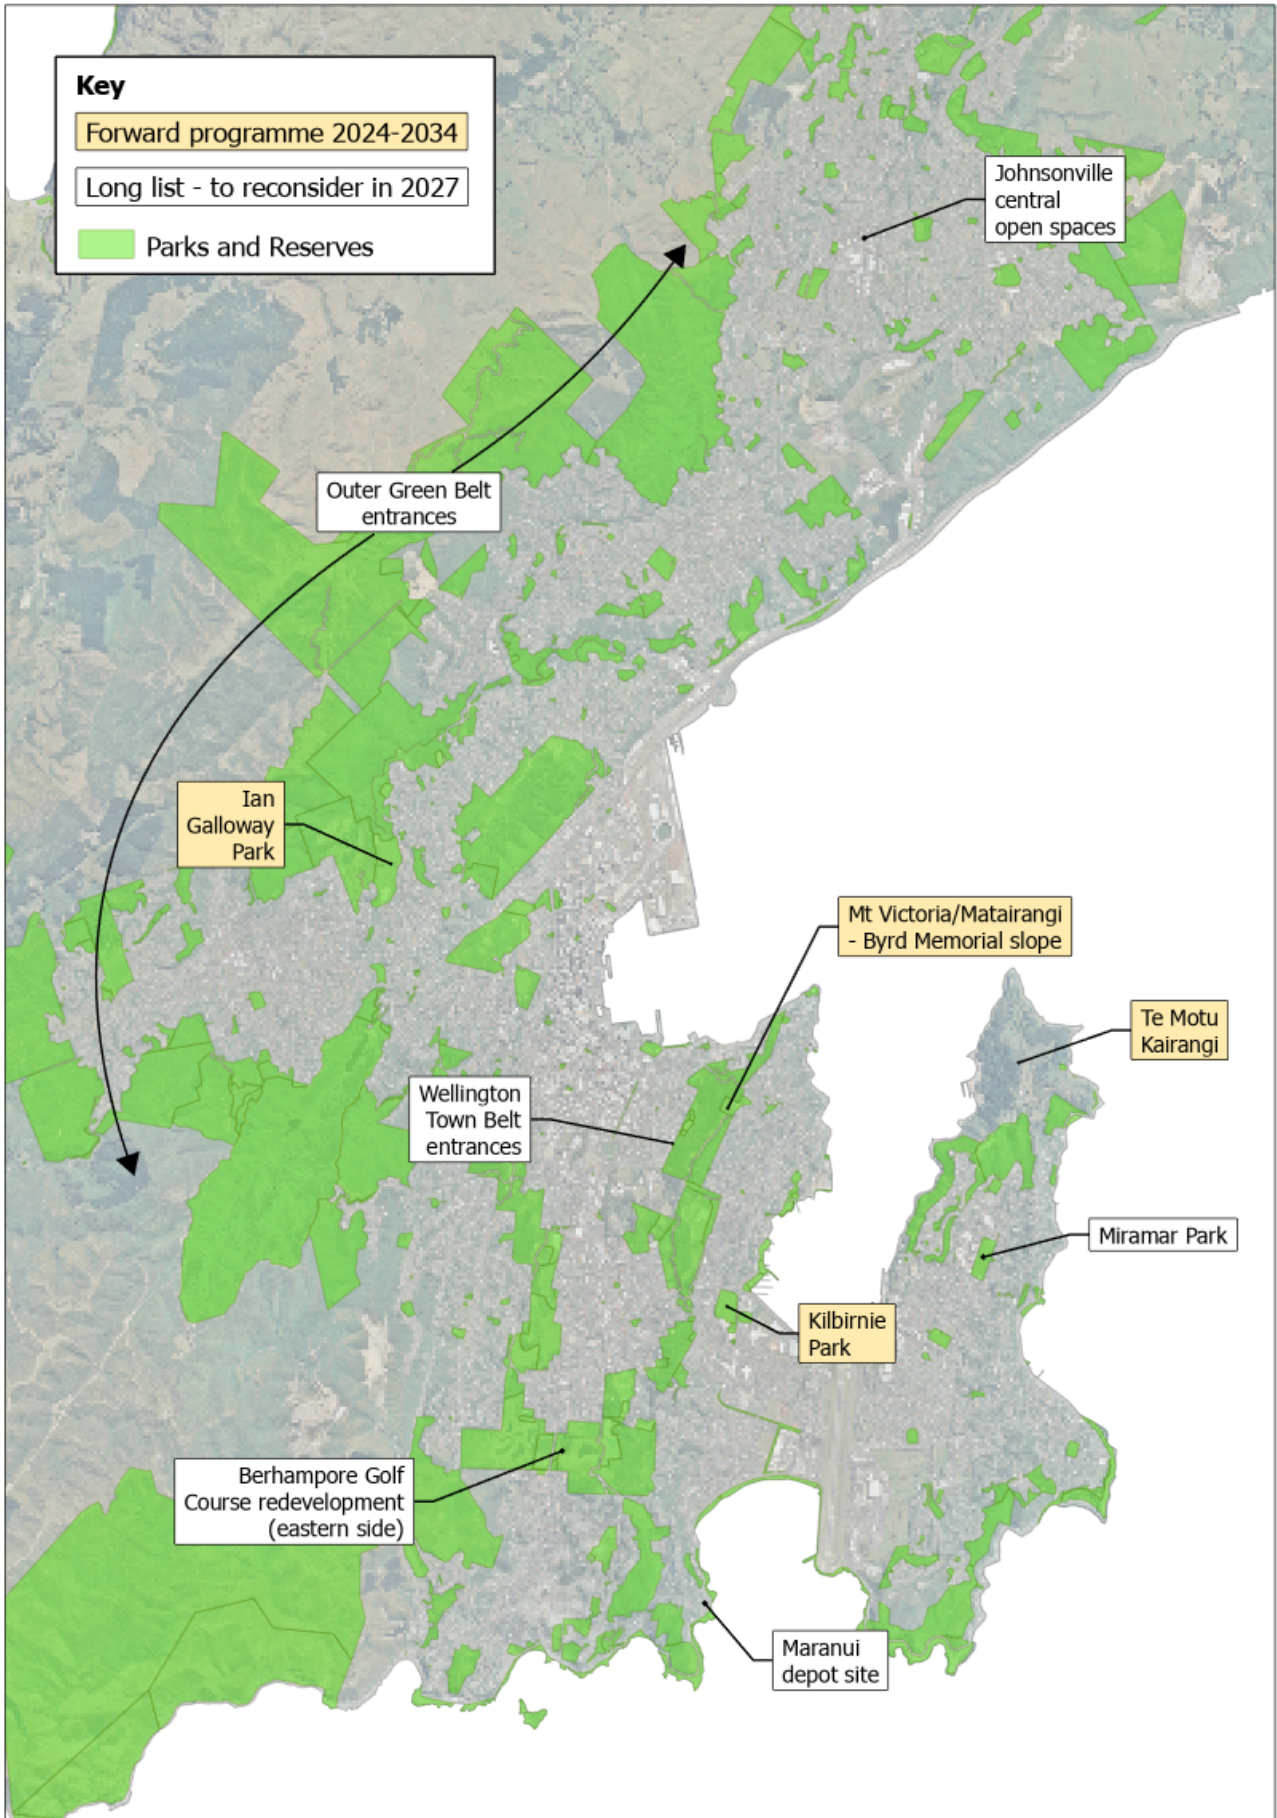 Key
Forward programme 2024-2034
Long list - to reconsider in 2027
Parks and Reserves
Johnsonville
central
open spaces
Outer Green Belt
entrances
Ian
Galloway
Park
Mt Victoria/Matairangi
- Byrd Memorial slope
Te Motu
Kairangi
Wellington
Town Belt
entrances
Miramar Park
Kilbirnie
Park
Berhampore Golf
Course redevelopment
(eastern side)
Maranui
depot site